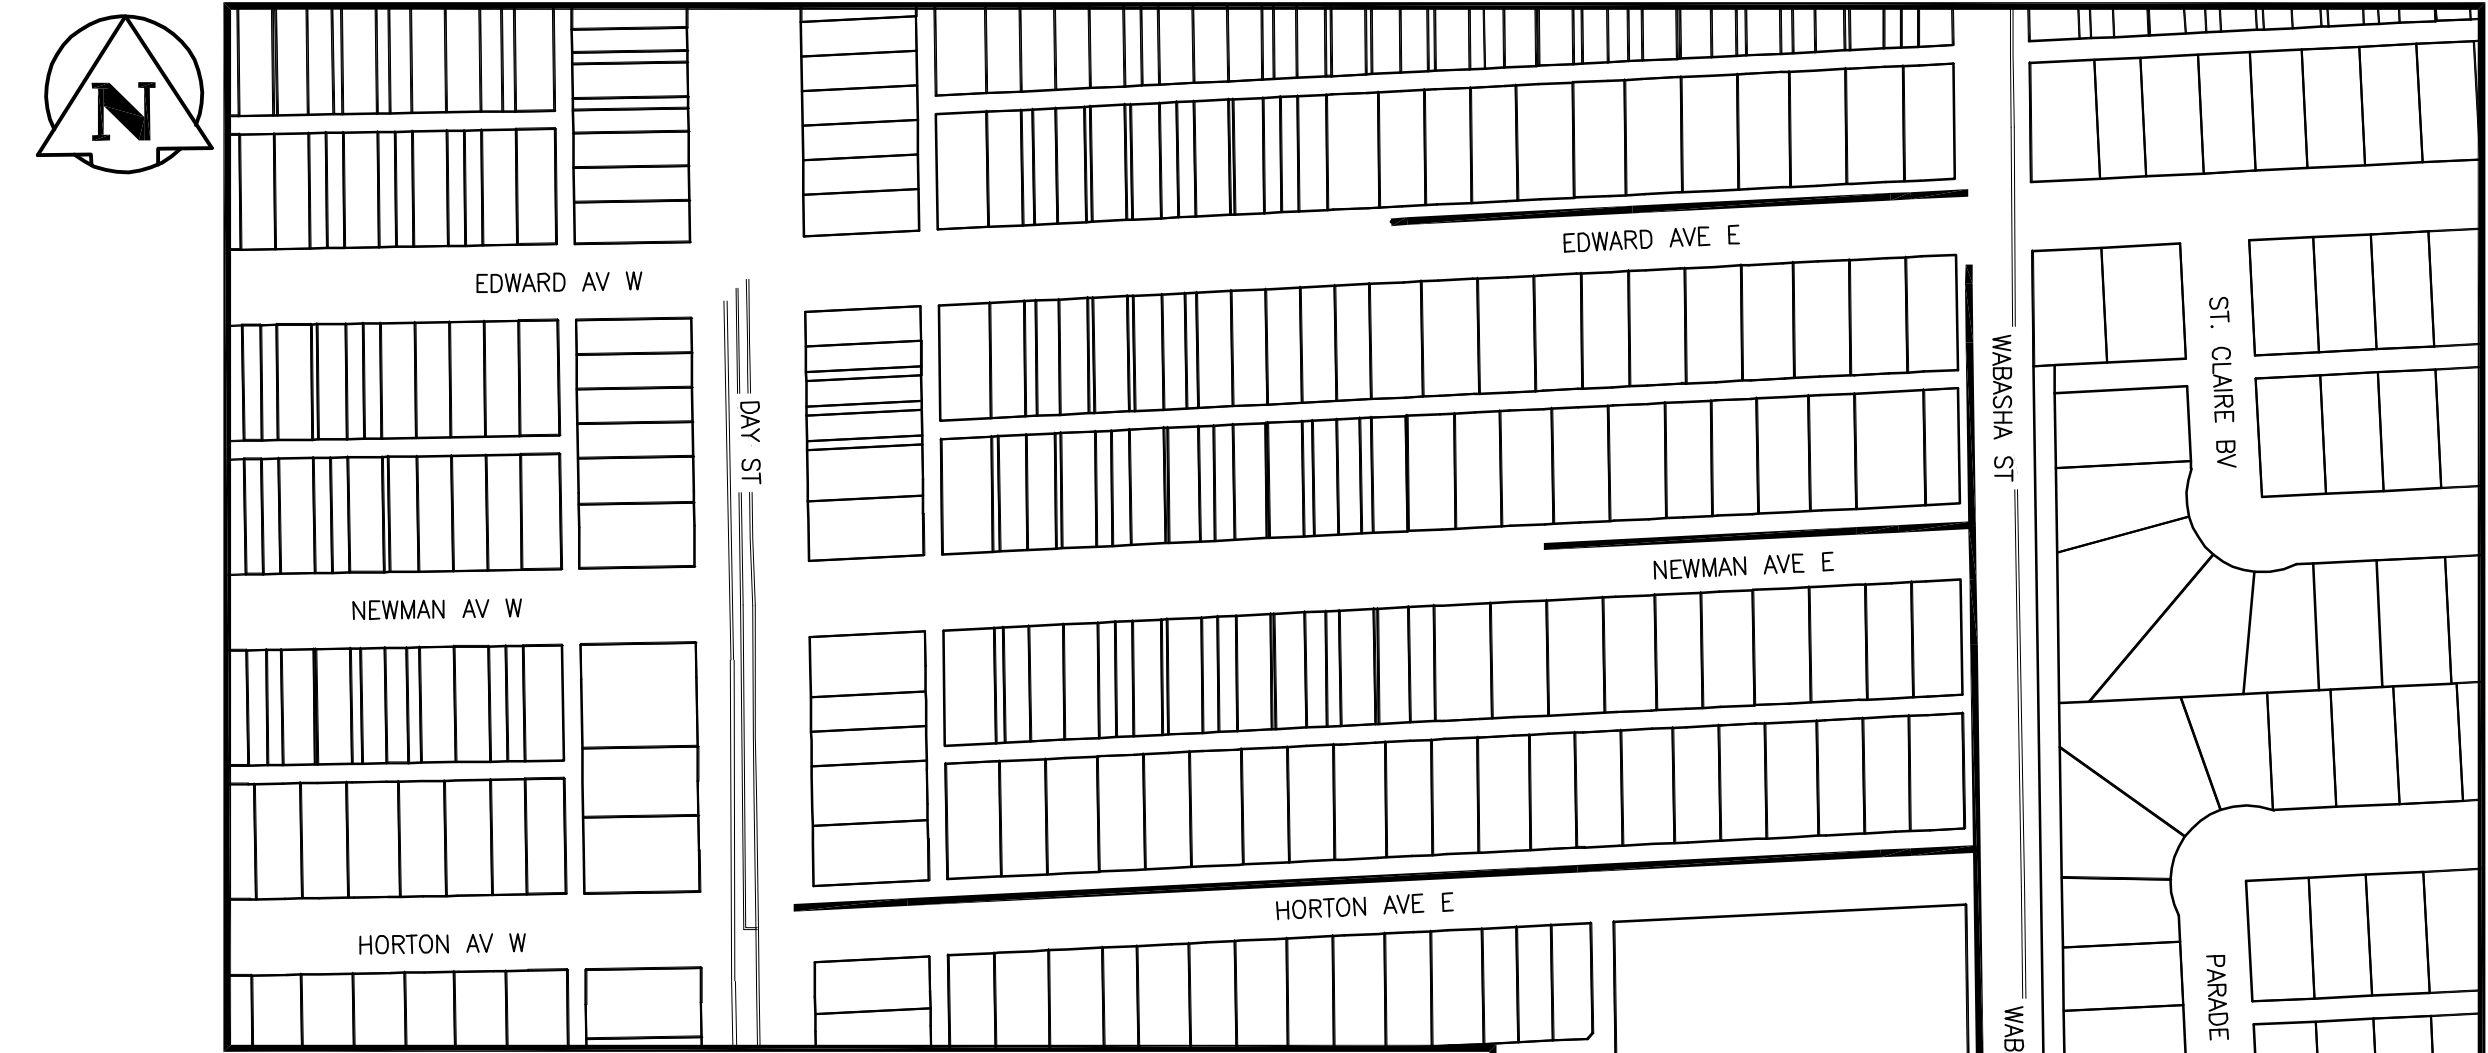 N
EDWARD AVE E
EDWARD AV W
ST. CLAIRE BV
WABASHA ST
DAY ST
NEWMAN AVE E
NEWMAN AV W
HORTON AVE E
HORTON AV W
PARADE
WAB